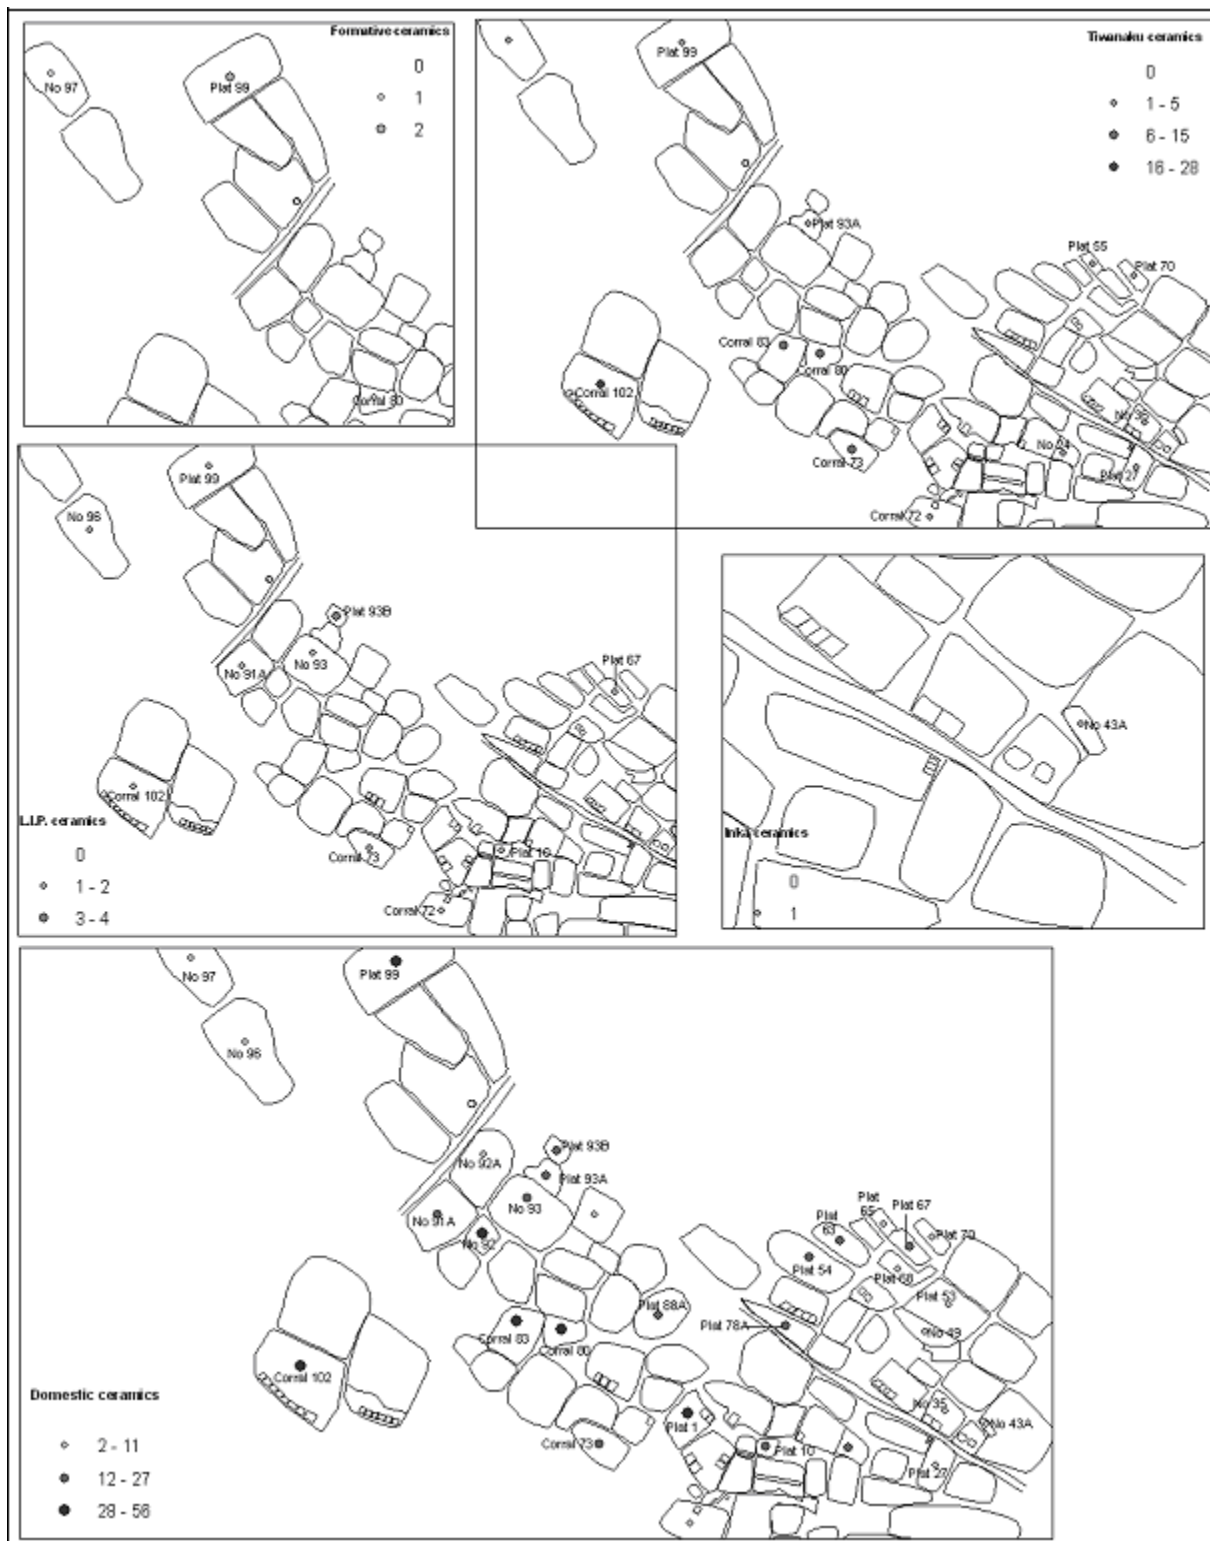 Formative ceramics
0
1
2
No 97
Plat 99
Corral 80
Tiwanaku ceramics
0
1 - 5
6 - 15
16 - 28
Plat 99
Plat 93A
Plat 55
Plat 70
Corral 83
Corral 80
Corral 102
No 35
Corral 73
No 24
Plat 27
Corral 72
Plat 99
No 96
Plat 93B
No 93
No 91A
Plat 67
Corral 102
L.I.P. ceramics
0
1 - 2
3 - 4
Corral 73
Plat 10
Corral 72
No 43A
Inka ceramics
0
1
No 97
Plat 99
No 96
Plat 93B
No 92A
Plat 93A
No 93
No 91A
No 92
Plat
65
Plat 67
Plat
63
Plat 70
Plat 54
Plat 68
Plat 53
Plat 88A
Plat 78A
No 49
Corral 83
Corral 80
Corral 102
Domestic ceramics
2 - 11
12 - 27
28 - 56
Plat 1
No 35
No 43A
Corral 73
Plat 10
Plat 27